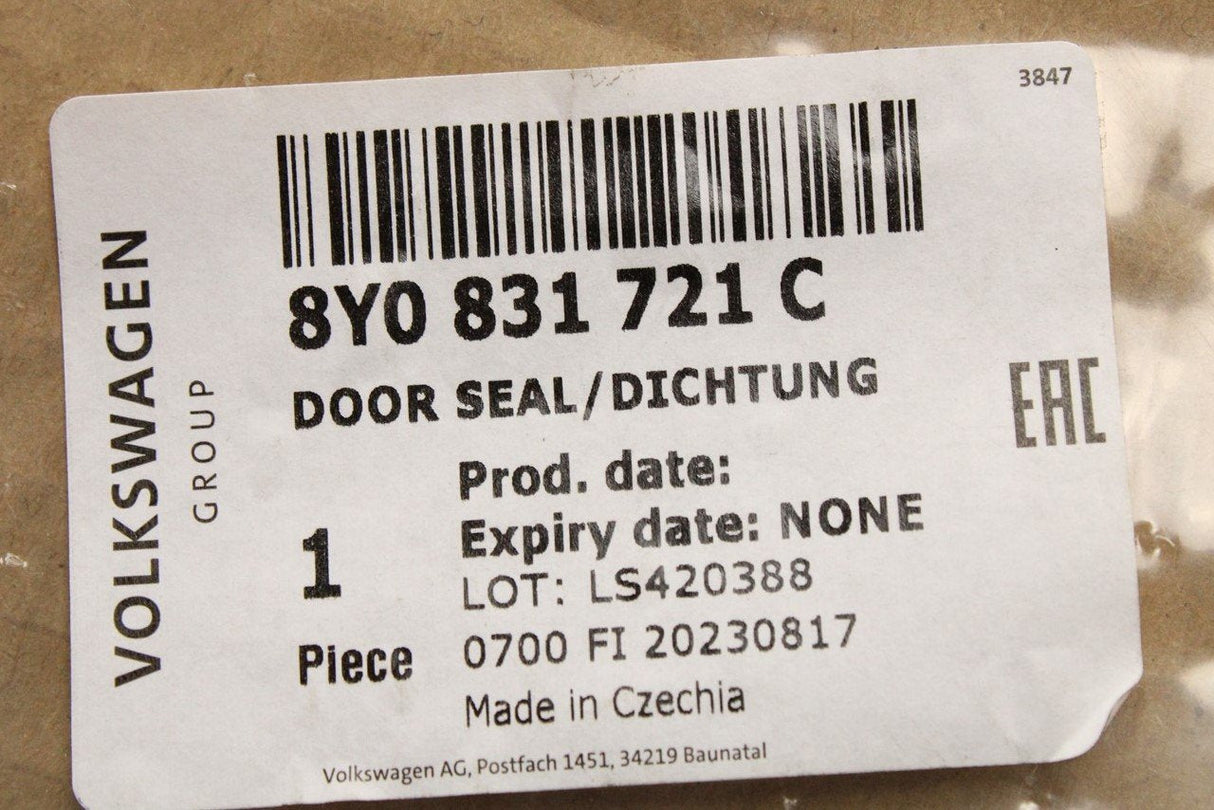 3847
VOLKSWAGEN
GROUP
8Y0 831 721 C
DOOR SEAL/DICHTUNG
EAC
Prod. date:
Expiry date: NONE
1
LOT: LS420388
Piece
0700 FI 20230817
Made in Czechia
Volkswagen AG, Postfach 1451, 34219 Baunatal